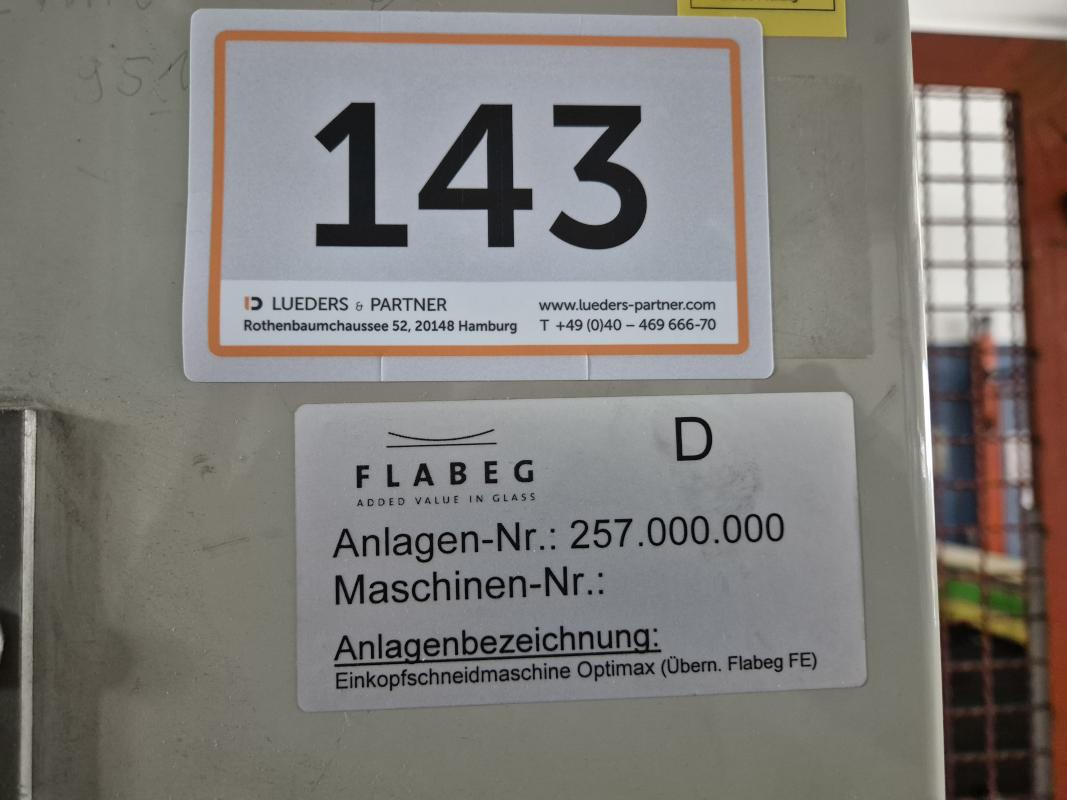 143
LUEDERS & PARTNER
Rothenbaumchaussee 52, 20148 Hamburg
www.lueders-partner.com
T +49 (0)40 – 469 666-70
FLABEG
ADDED VALUE IN GLASS
D
Anlagen-Nr.: 257.000.000
Maschinen-Nr.:
Anlagenbezeichnung:
Einkopfschneidmaschine Optimax (Übern. Flabeg FE)